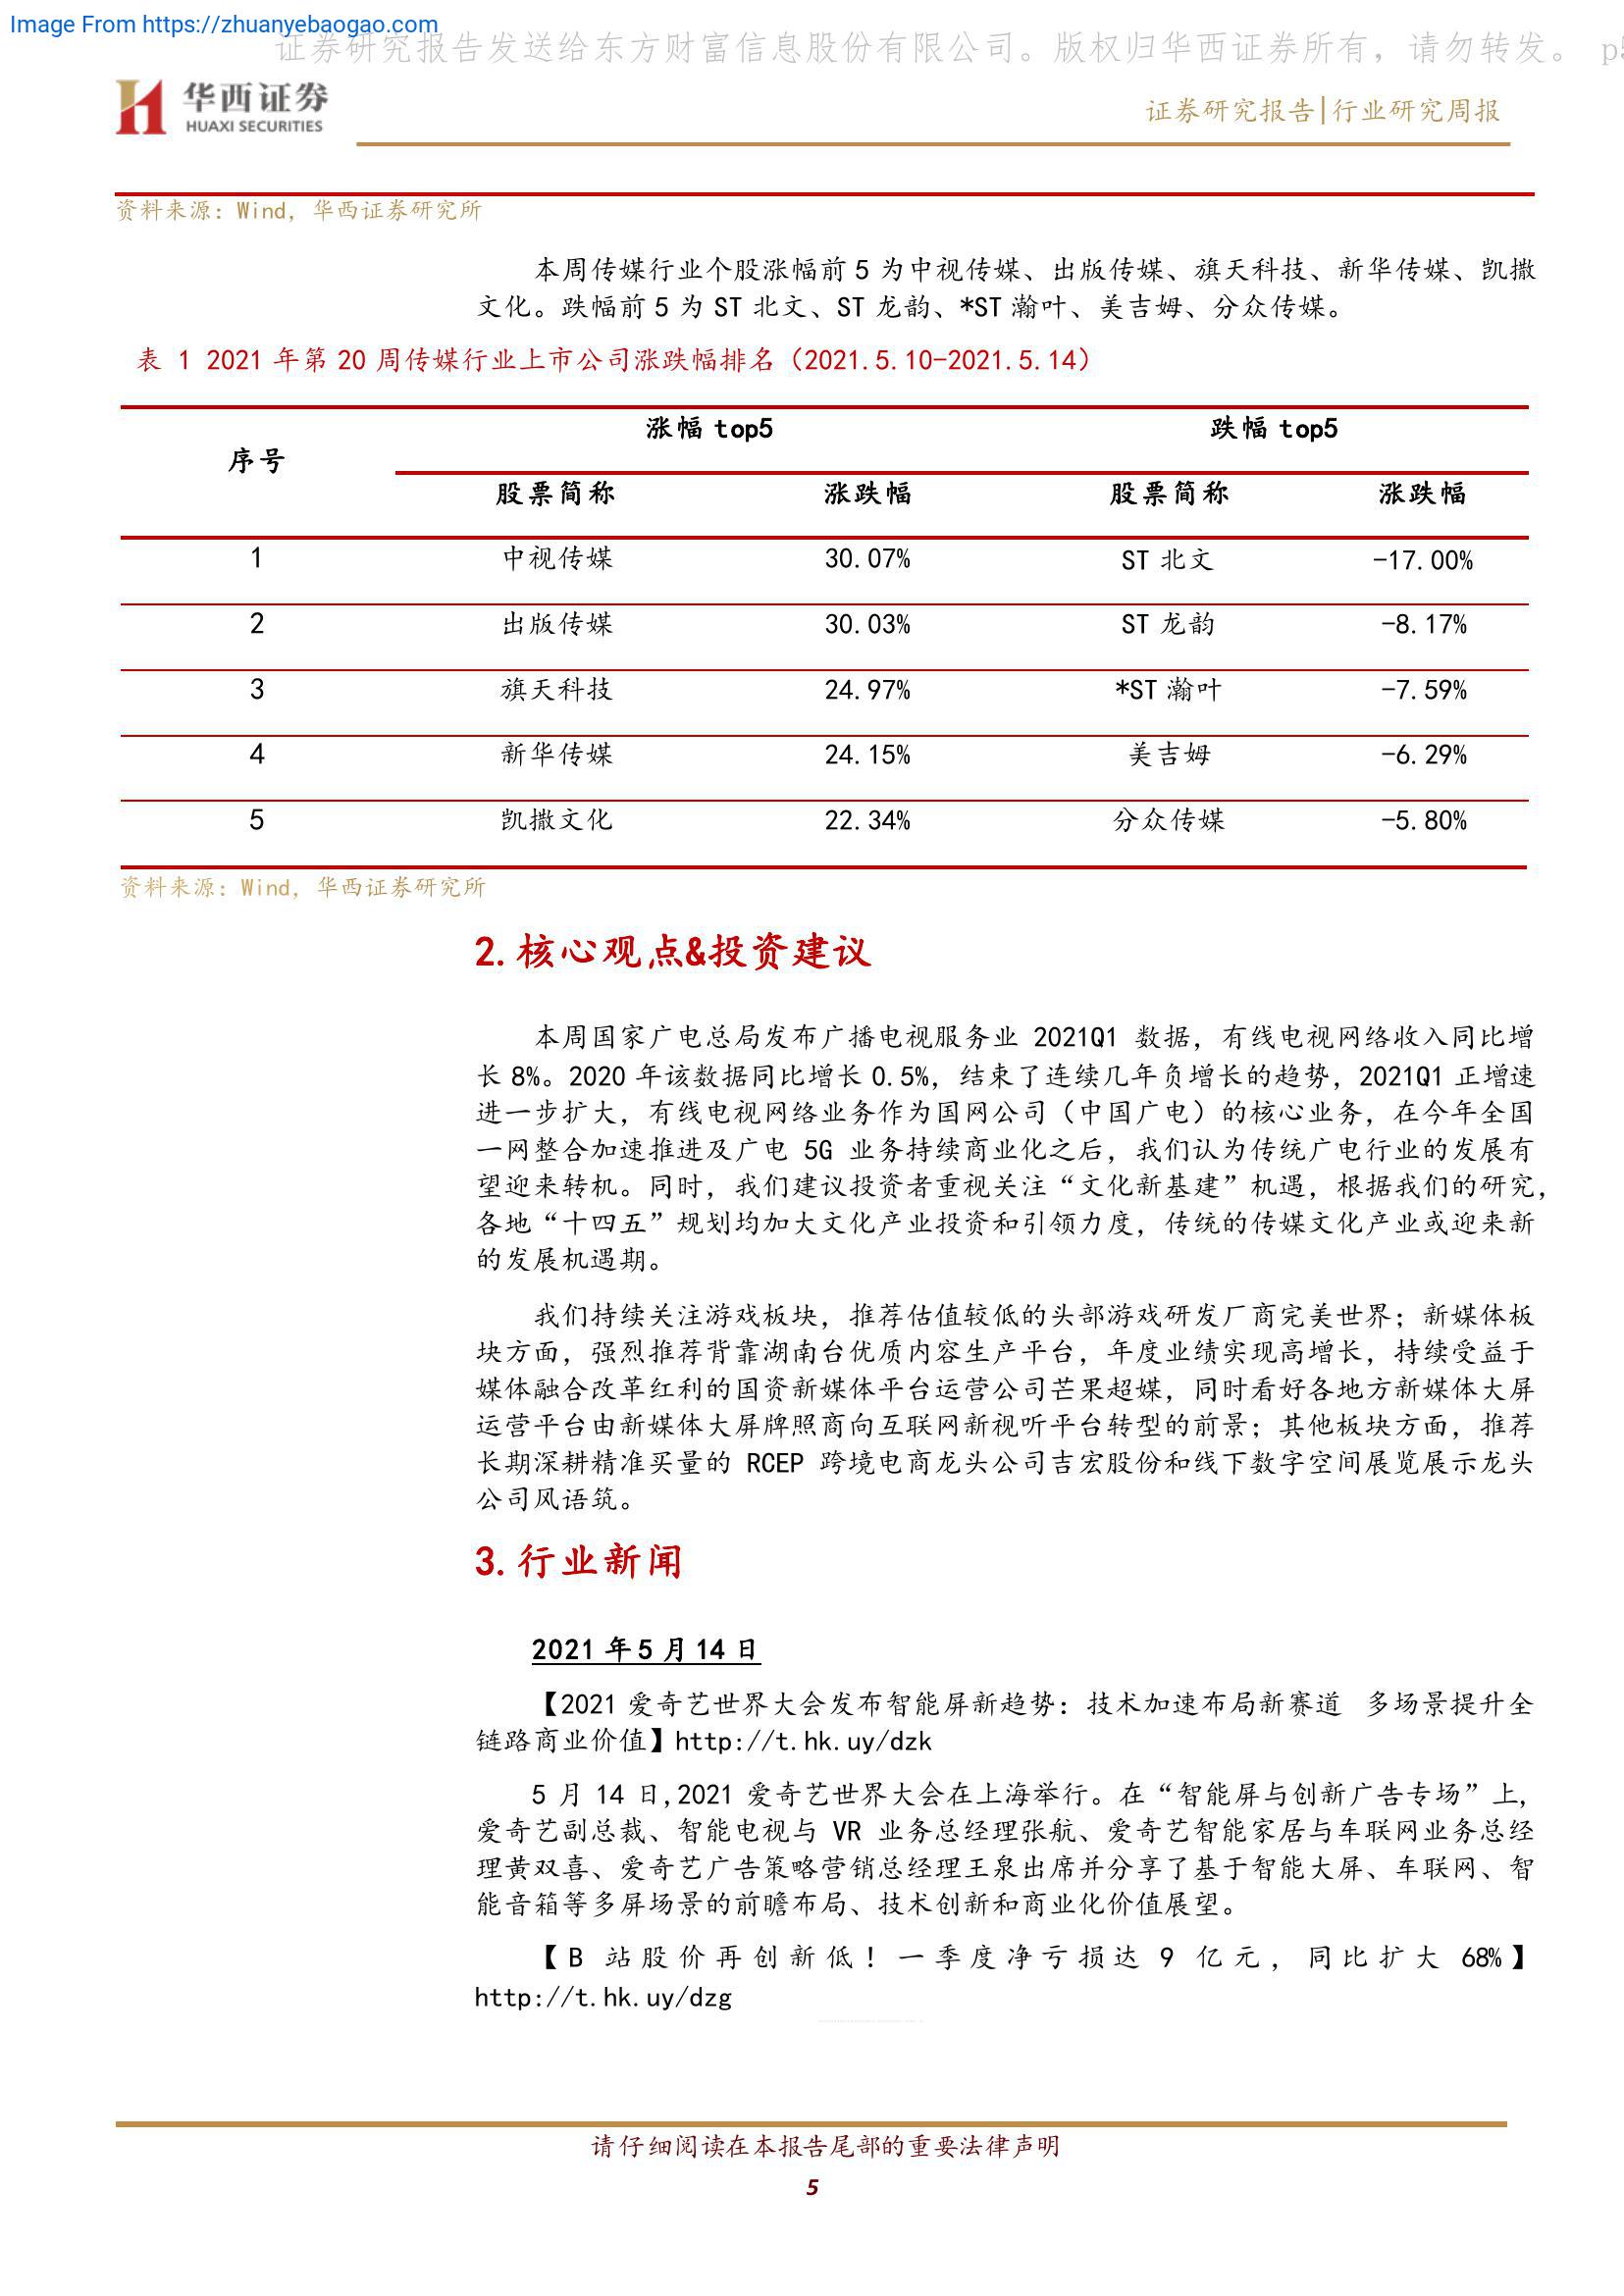 Image From https://zhuanyebaogao.com
证券研究报告发送给东方财富信息股份有限公司。版权归华西证券所有，请勿转发。 p5
华西证券
HUAXI SECURITIES
证券研究报告|行业研究周报
资料来源：Wind，华西证券研究所
本周传媒行业个股涨幅前 5 为中视传媒、出版传媒、旗天科技、新华传媒、凯撒
文化。跌幅前 5 为 ST 北文、ST 龙韵、*ST 瀚叶、美吉姆、分众传媒。
表 1 2021 年第 20 周传媒行业上市公司涨跌幅排名（2021.5.10-2021.5.14）
序号 涨幅 top5 跌幅 top5
股票简称 涨跌幅 股票简称 涨跌幅
1 中视传媒 30.07% ST 北文 -17.00%
2 出版传媒 30.03% ST 龙韵 -8.17%
3 旗天科技 24.97% *ST 瀚叶 -7.59%
4 新华传媒 24.15% 美吉姆 -6.29%
5 凯撒文化 22.34% 分众传媒 -5.80%
资料来源：Wind，华西证券研究所
2.核心观点&投资建议
本周国家广电总局发布广播电视服务业 2021Q1 数据，有线电视网络收入同比增
长 8%。2020 年该数据同比增长 0.5%，结束了连续几年负增长的趋势，2021Q1 正增速
进一步扩大，有线电视网络业务作为国网公司（中国广电）的核心业务，在今年全国
一网整合加速推进及广电 5G 业务持续商业化之后，我们认为传统广电行业的发展有
望迎来转机。同时，我们建议投资者重视关注“文化新基建”机遇，根据我们的研究，
各地“十四五”规划均加大文化产业投资和引领力度，传统的传媒文化产业或迎来新
的发展机遇期。
我们持续关注游戏板块，推荐估值较低的头部游戏研发厂商完美世界；新媒体板
块方面，强烈推荐背靠湖南台优质内容生产平台，年度业绩实现高增长，持续受益于
媒体融合改革红利的国资新媒体平台运营公司芒果超媒，同时看好各地方新媒体大屏
运营平台由新媒体大屏牌照商向互联网新视听平台转型的前景；其他板块方面，推荐
长期深耕精准买量的 RCEP 跨境电商龙头公司吉宏股份和线下数字空间展览展示龙头
公司风语筑。
3.行业新闻
2021 年 5 月 14 日
【2021 爱奇艺世界大会发布智能屏新趋势：技术加速布局新赛道 多场景提升全
链路商业价值】http://t.hk.uy/dzk
5 月 14 日,2021 爱奇艺世界大会在上海举行。在“智能屏与创新广告专场”上，
爱奇艺副总裁、智能电视与 VR 业务总经理张航、爱奇艺智能家居与车联网业务总经
理黄双喜、爱奇艺广告策略营销总经理王泉出席并分享了基于智能大屏、车联网、智
能音箱等多屏场景的前瞻布局、技术创新和商业化价值展望。
【B 站股价再创新低！一季度净亏损达 9 亿元，同比扩大 68%】
http://t.hk.uy/dzg
请仔细阅读在本报告尾部的重要法律声明
5